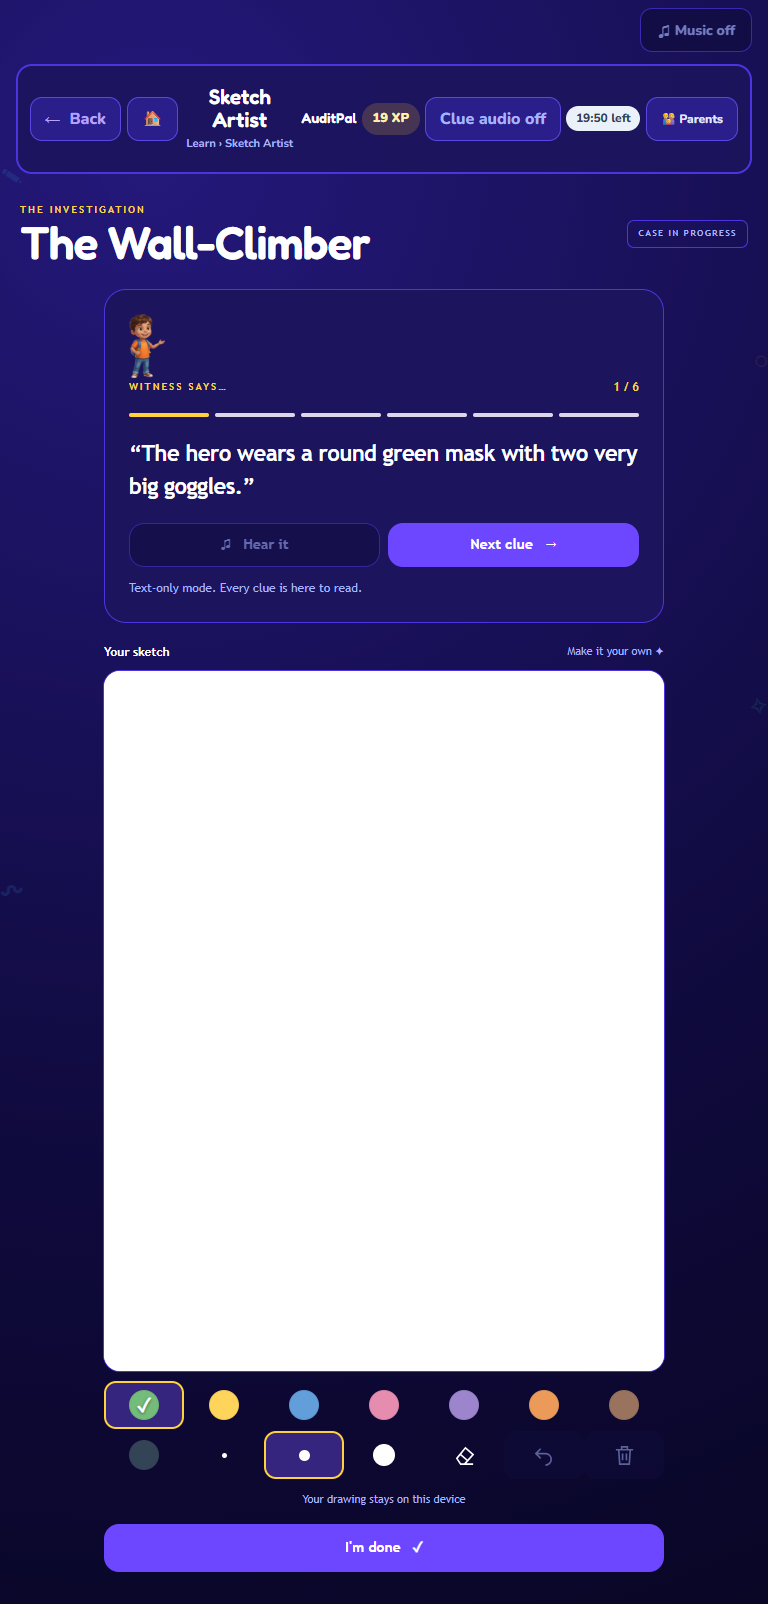 ♫ Music off
← Back
Sketch
Artist
Learn › Sketch Artist
AuditPal
19 XP
Clue audio off
19:50 left
Parents
THE INVESTIGATION
The Wall-Climber
CASE IN PROGRESS
WITNESS SAYS…
1 / 6
“The hero wears a round green mask with two very
big goggles.”
♫ Hear it
Next clue →
Text-only mode. Every clue is here to read.
Your sketch
Make it your own ✦
Your drawing stays on this device
I'm done ✓